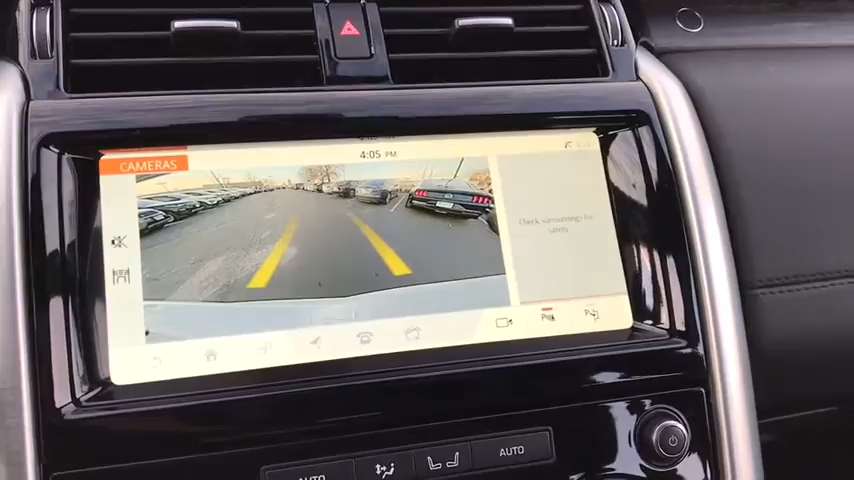 CAMERAS
4:05 PM
Check surroundings for
safety
AUTO
AUTO